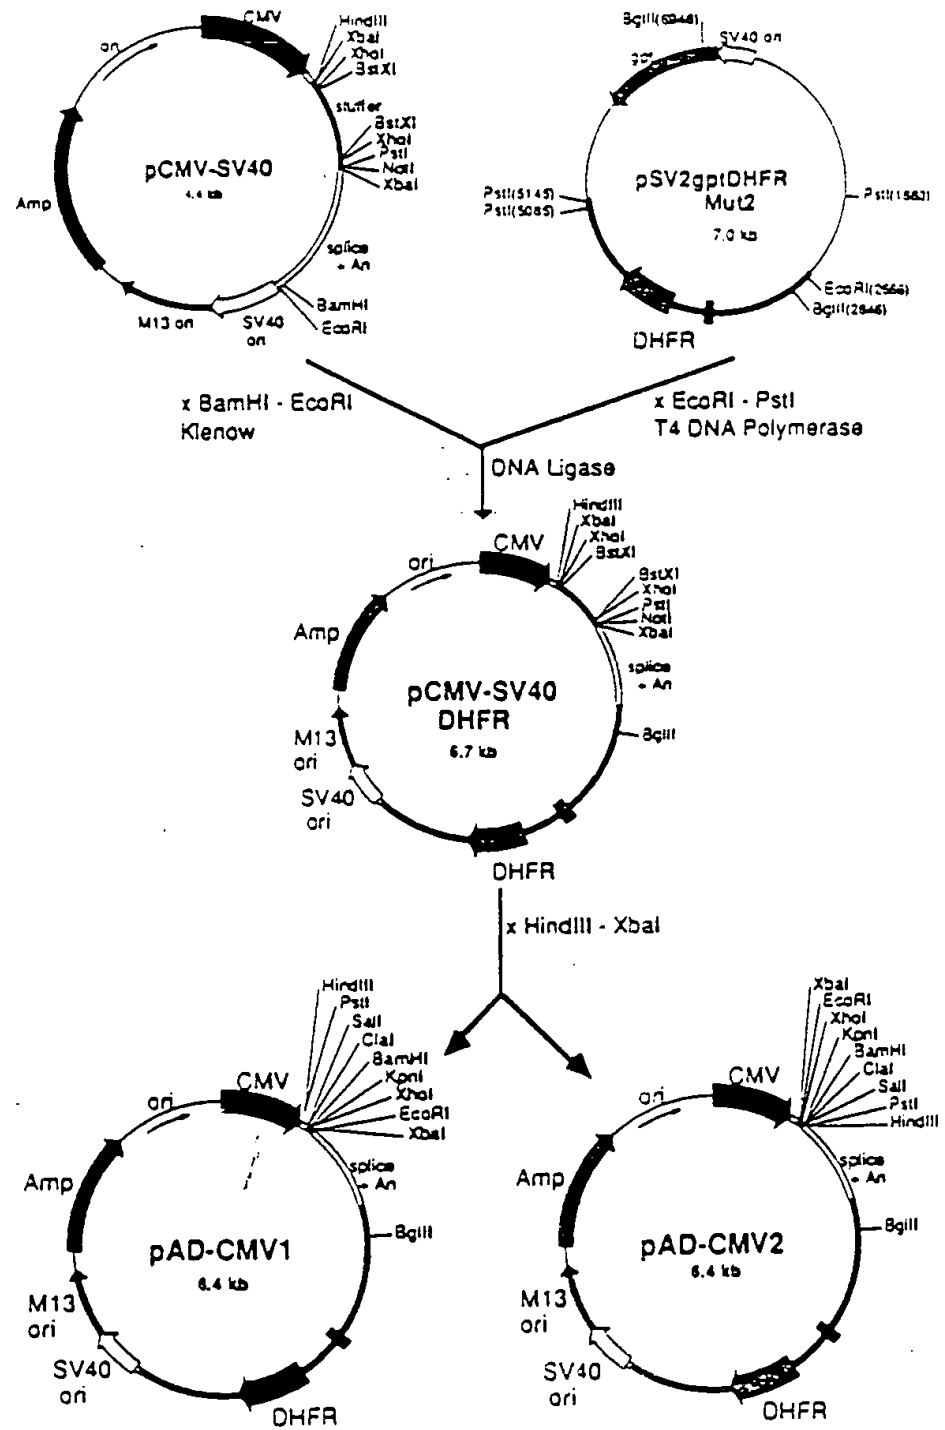 CMV
HindIII
XbaI
XhoI
BstXI
ori
stuffer
BstXI
XhoI
PstI
NotI
XbaI
pCMV-SV40
4.4 kb
Amp
splice
+ An
BamHI
EcoRI
M13 ori
SV40
ori
BglII(6946)
SV40 ori
gpt
pSV2gptDHFR
Mut2
7.0 kb
PstI(5145)
PstI(5085)
EcoRI(2556)
BglII(2646)
DHFR
x BamHI - EcoRI
Klenow
x EcoRI - PstI
T4 DNA Polymerase
DNA Ligase
HindIII
XbaI
XhoI
BstXI
CMV
ori
BstXI
XhoI
PstI
NotI
XbaI
Amp
splice
+ An
pCMV-SV40
DHFR
6.7 kb
BglII
M13
ori
SV40
ori
DHFR
x HindIII - XbaI
HindIII
PstI
SalI
ClaI
BamHI
KpnI
XhoI
EcoRI
XbaI
CMV
ori
Amp
splice
+ An
BglII
pAD-CMV1
6.4 kb
M13
ori
SV40
ori
DHFR
XbaI
EcoRI
XhoI
KpnI
BamHI
ClaI
SalI
PstI
HindIII
CMV
ori
Amp
splice
+ An
BglII
pAD-CMV2
6.4 kb
M13
ori
SV40
ori
DHFR